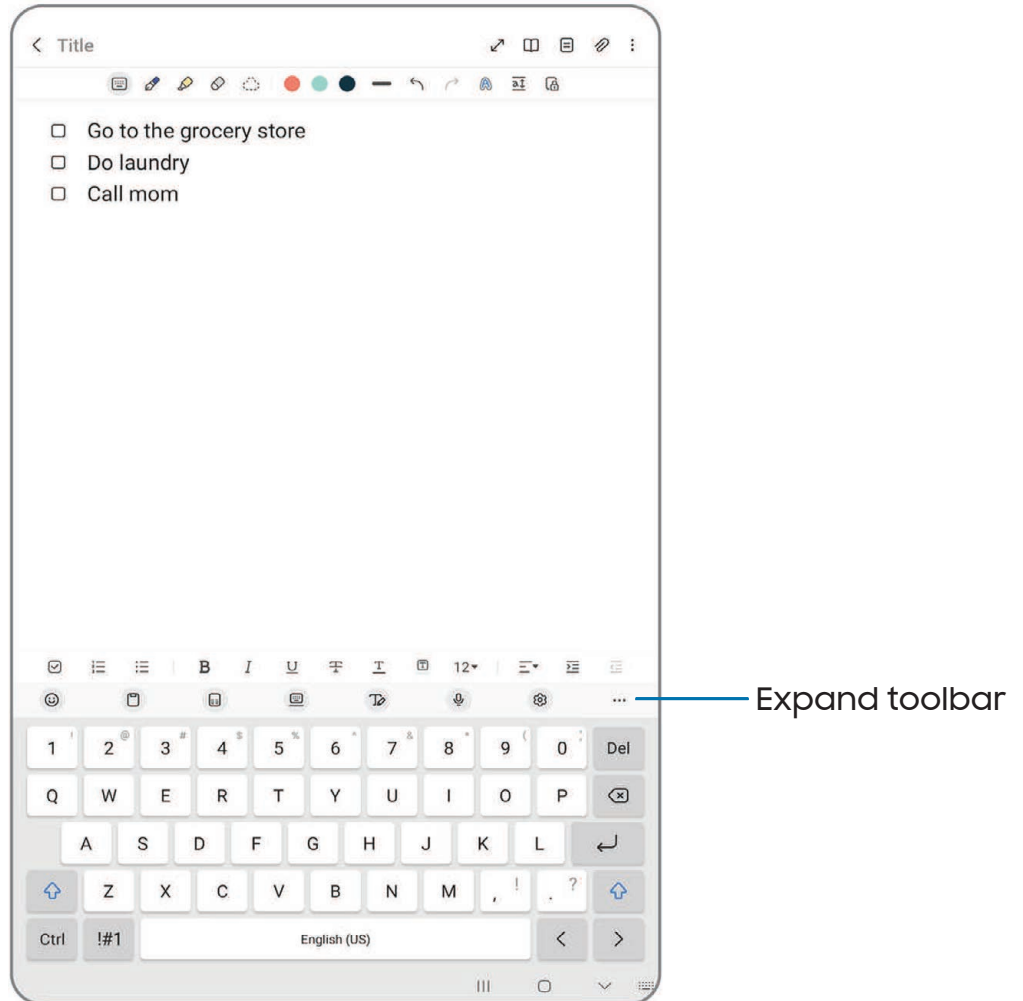 Title
Go to the grocery store
Do laundry
Call mom
B I U T T T 12
Expand toolbar
1 ! 2 @ 3 # 4 $ 5 % 6 ^ 7 & 8 * 9 ( 0 ) Del
Q W E R T Y U I O P
A S D F G H J K L
Z X C V B N M , ! . ?
Ctrl !#1 English (US) < >